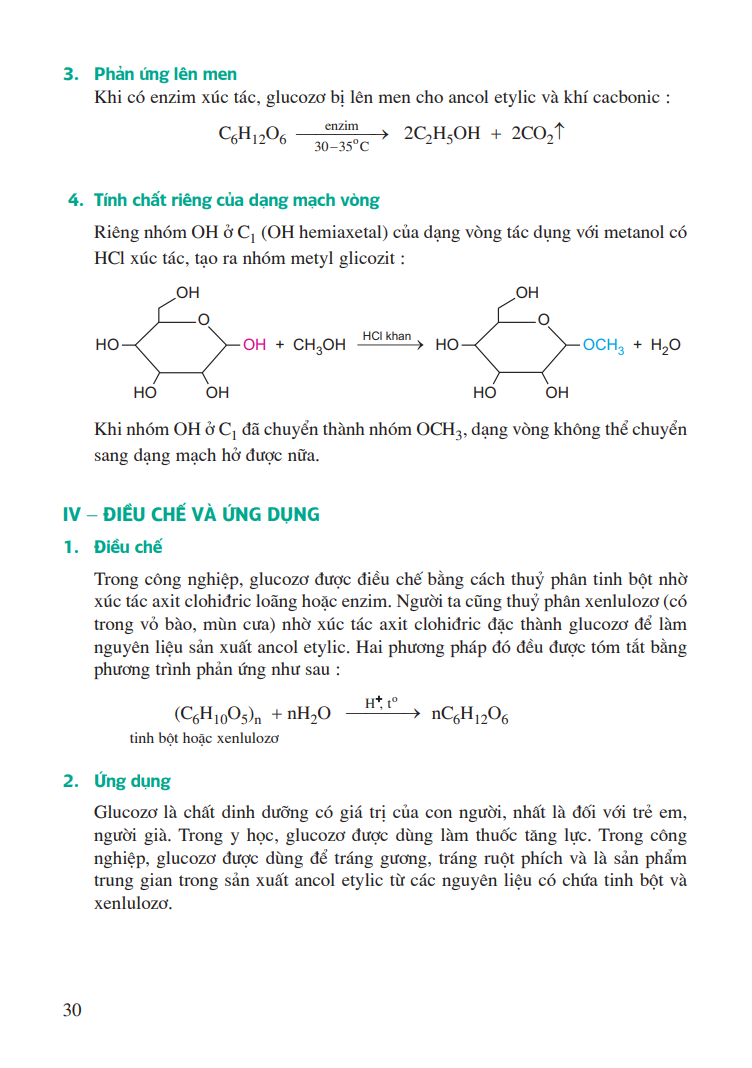 3. Phản ứng lên men
Khi có enzim xúc tác, glucozơ bị lên men cho ancol etylic và khí cacbonic :
C6H12O6 enzim 30–35°C → 2C2H5OH + 2CO2↑
4. Tính chất riêng của dạng mạch vòng
Riêng nhóm OH ở C1 (OH hemiaxetal) của dạng vòng tác dụng với metanol có
HCl xúc tác, tạo ra nhóm metyl glicozit :
OH OH
O O
HO OH + CH3OH HCl khan → HO OCH3 + H2O
HO OH HO OH
Khi nhóm OH ở C1 đã chuyển thành nhóm OCH3, dạng vòng không thể chuyển
sang dạng mạch hở được nữa.
IV – ĐIỀU CHẾ VÀ ỨNG DỤNG
1. Điều chế
Trong công nghiệp, glucozơ được điều chế bằng cách thuỷ phân tinh bột nhờ
xúc tác axit clohiđric loãng hoặc enzim. Người ta cũng thuỷ phân xenlulozơ (có
trong vỏ bào, mùn cưa) nhờ xúc tác axit clohiđric đặc thành glucozơ để làm
nguyên liệu sản xuất ancol etylic. Hai phương pháp đó đều được tóm tắt bằng
phương trình phản ứng như sau :
(C6H10O5)n + nH2O H+, t° → nC6H12O6
tinh bột hoặc xenlulozơ
2. Ứng dụng
Glucozơ là chất dinh dưỡng có giá trị của con người, nhất là đối với trẻ em,
người già. Trong y học, glucozơ được dùng làm thuốc tăng lực. Trong công
nghiệp, glucozơ được dùng để tráng gương, tráng ruột phích và là sản phẩm
trung gian trong sản xuất ancol etylic từ các nguyên liệu có chứa tinh bột và
xenlulozơ.
30